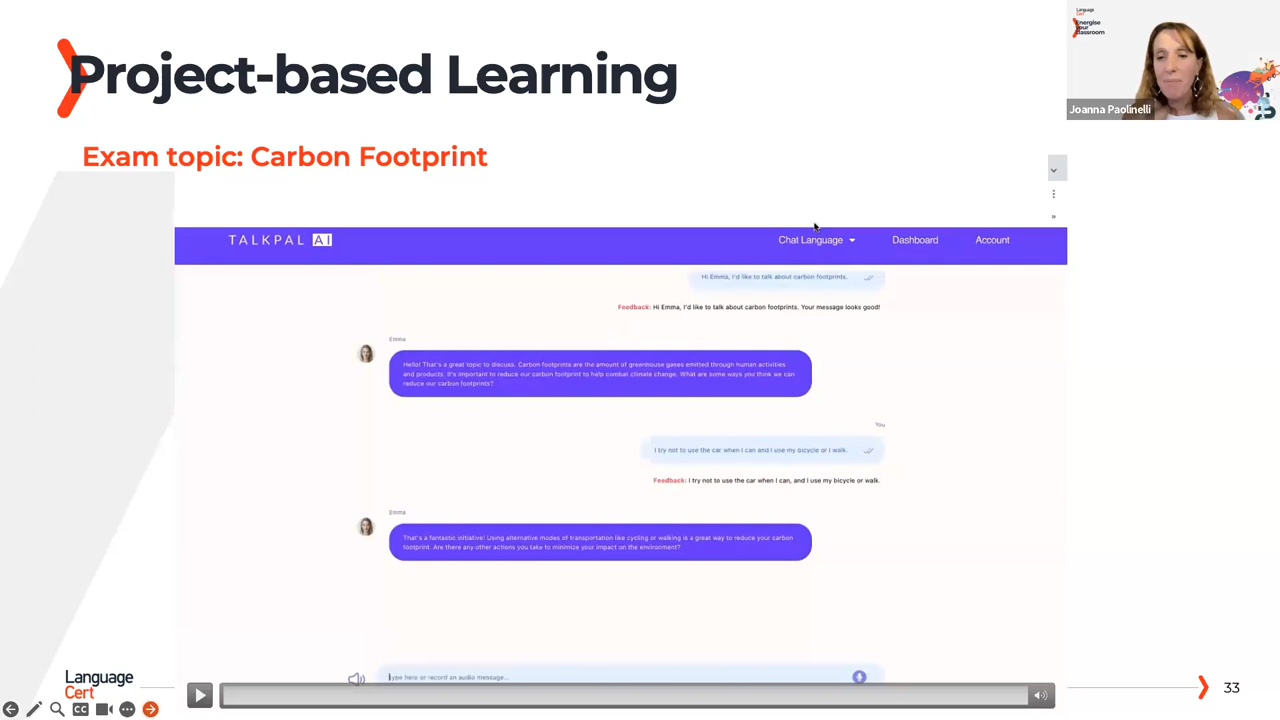 Project-based Learning
Exam topic: Carbon Footprint
Language
Cert
Energise
your
classroom
Joanna Paolinelli
TALKPAL AI
Chat Language
Dashboard
Account
Hi Emma, I'd like to talk about carbon footprints.
Feedback: Hi Emma, I'd like to talk about carbon footprints. Your message looks good!
Emma
Hello! That's a great topic to discuss. Carbon footprints are the amount of greenhouse gases emitted through human activities
and products. It's important to reduce our carbon footprint to help combat climate change. What are some ways you think we can
reduce our carbon footprints?
You
I try not to use the car when I can and I use my bicycle or I walk.
Feedback: I try not to use the car when I can, and I use my bicycle or walk.
Emma
That's a fantastic initiative! Using alternative modes of transportation like cycling or walking is a great way to reduce your carbon
footprint. Are there any other actions you take to minimize your impact on the environment?
Type here or record an audio message...
Language
Cert
33
CC